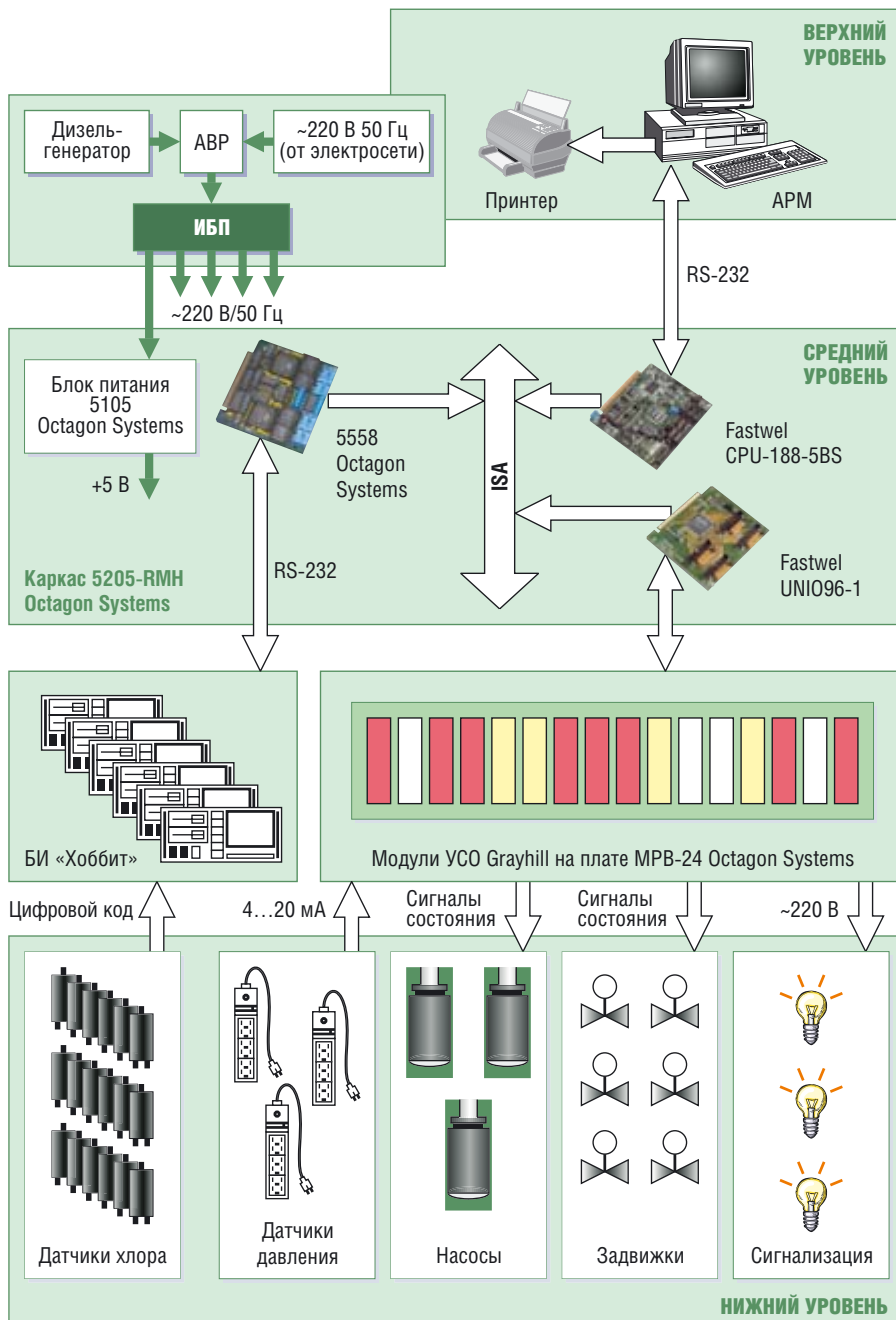 ВЕРХНИЙ
УРОВЕНЬ
Дизель-
генератор
АВР
~220 В 50 Гц
(от электросети)
ИБП
~220 В/50 Гц
Принтер
АРМ
RS-232
СРЕДНИЙ
УРОВЕНЬ
Блок питания
5105
Octagon Systems
+5 В
5558
Octagon
Systems
ISA
Fastwel
CPU-188-5BS
Fastwel
UNIO96-1
RS-232
Каркас 5205-RMH
Octagon Systems
БИ «Хоббит»
Модули УСО Grayhill на плате MPB-24 Octagon Systems
Цифровой код
4...20 мА
Сигналы
состояния
Сигналы
состояния
~220 В
Датчики хлора
Датчики
давления
Насосы
Задвижки
Сигнализация
НИЖНИЙ УРОВЕНЬ